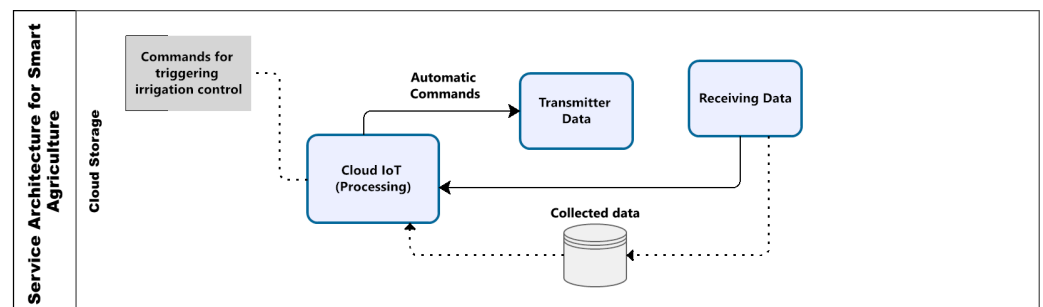 Service Architecture for Smart
Agriculture
Cloud Storage
Commands for
triggering
irrigation control
Automatic
Commands
Transmitter
Data
Receiving Data
Cloud IoT
(Processing)
Collected data